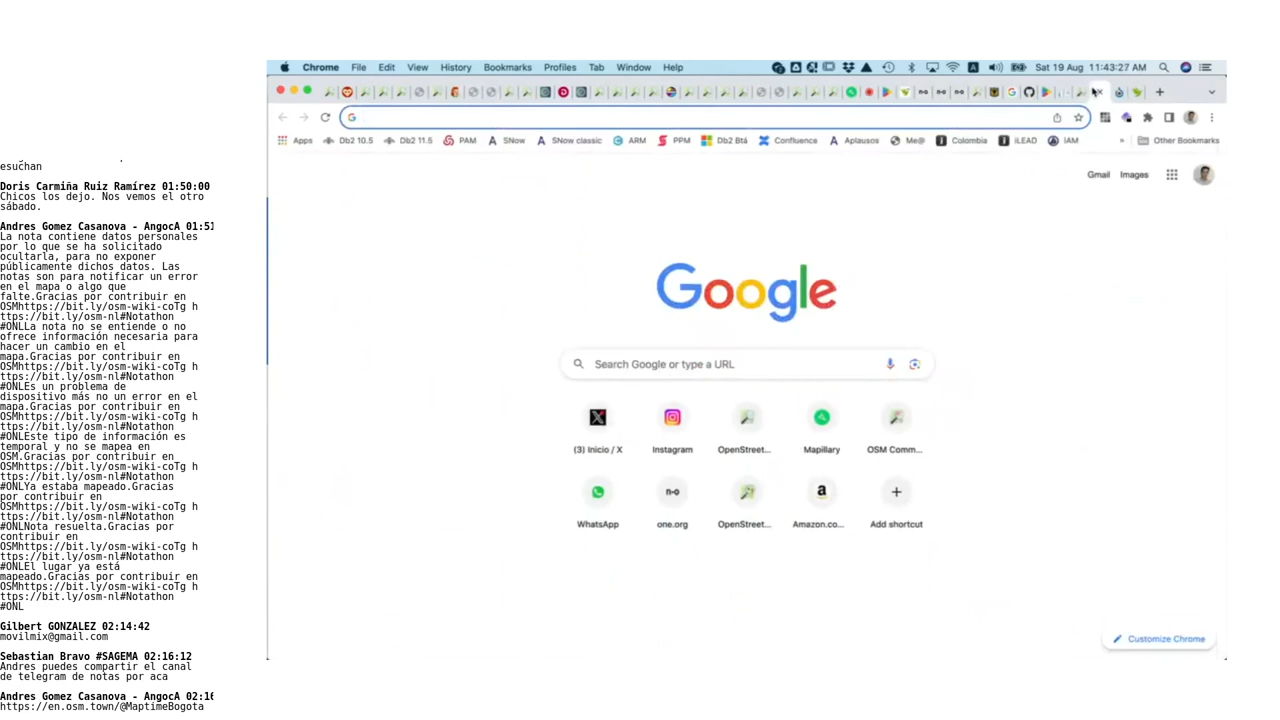 esuchan
Doris Carmiña Ruiz Ramírez 01:50:00
Chicos los dejo. Nos vemos el otro
sábado.
Andres Gomez Casanova - AngocA 01:51
La nota contiene datos personales
por lo que se ha solicitado
ocultarla, para no exponer
públicamente dichos datos. Las
notas son para notificar un error
en el mapa o algo que
falte.Gracias por contribuir en
OSMhttps://bit.ly/osm-wiki-coTg h
ttps://bit.ly/osm-nl#Notathon
#ONLLa nota no se entiende o no
ofrece información necesaria para
hacer un cambio en el
mapa.Gracias por contribuir en
OSMhttps://bit.ly/osm-wiki-coTg h
ttps://bit.ly/osm-nl#Notathon
#ONLEs un problema de
dispositivo más no un error en el
mapa.Gracias por contribuir en
OSMhttps://bit.ly/osm-wiki-coTg h
ttps://bit.ly/osm-nl#Notathon
#ONLEste tipo de información es
temporal y no se mapea en
OSM.Gracias por contribuir en
OSMhttps://bit.ly/osm-wiki-coTg h
ttps://bit.ly/osm-nl#Notathon
#ONLYa estaba mapeado.Gracias
por contribuir en
OSMhttps://bit.ly/osm-wiki-coTg h
ttps://bit.ly/osm-nl#Notathon
#ONLNota resuelta.Gracias por
contribuir en
OSMhttps://bit.ly/osm-wiki-coTg h
ttps://bit.ly/osm-nl#Notathon
#ONLEl lugar ya está
mapeado.Gracias por contribuir en
OSMhttps://bit.ly/osm-wiki-coTg h
ttps://bit.ly/osm-nl#Notathon
#ONL
Gilbert GONZALEZ 02:14:42
movilmix@gmail.com
Sebastian Bravo #SAGEMA 02:16:12
Andres puedes compartir el canal
de telegram de notas por aca
Andres Gomez Casanova - AngocA 02:16
https://en.osm.town/@MaptimeBogota
Chrome File Edit View History Bookmarks Profiles Tab Window Help Sat 19 Aug 11:43:27 AM
Apps Db2 10.5 Db2 11.5 PAM SNow SNow classic ARM PPM Db2 Btá Confluence Aplausos Me@ Colombia iLEAD IAM » Other Bookmarks
Gmail Images
Google
Search Google or type a URL
(3) Inicio / X Instagram OpenStreet... Mapillary OSM Comm...
WhatsApp one.org OpenStreet... Amazon.co... Add shortcut
Customize Chrome